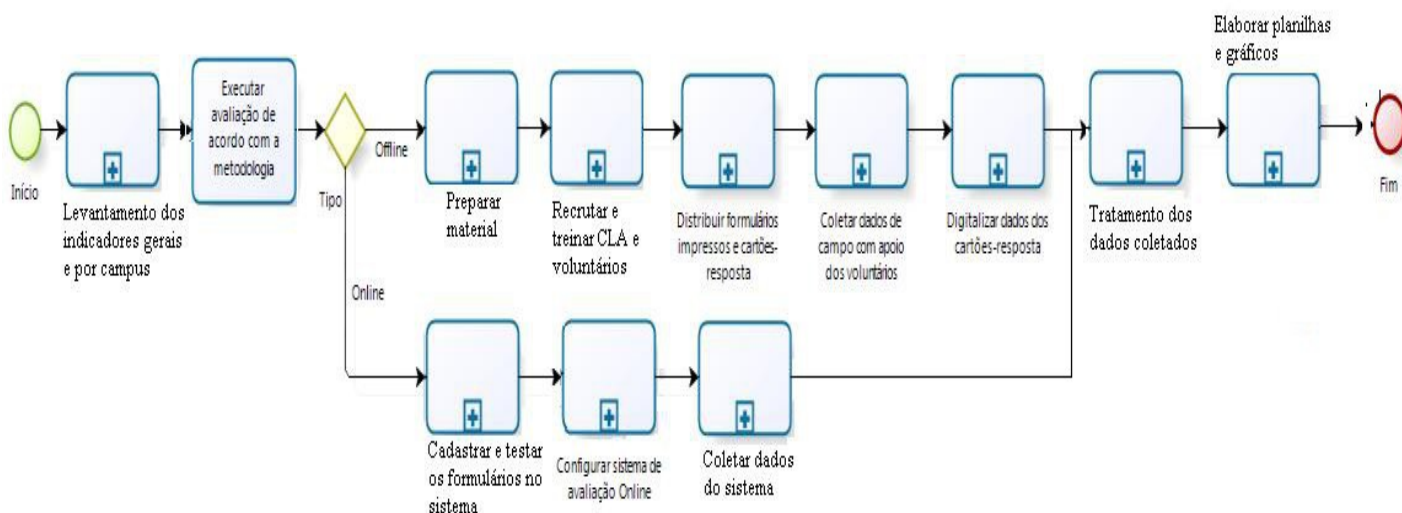 Início
Levantamento dos
indicadores gerais
e por campus
Executar
avaliação de
acordo com a
metodologia
Tipo
Offline
Preparar
material
Recrutar e
treinar CLA e
voluntários
Distribuir formulários
impressos e cartões-
resposta
Coletar dados de
campo com apoio
dos voluntários
Digitalizar dados dos
cartões-resposta
Tratamento dos
dados coletados
Elaborar planilhas
e gráficos
Fim
Online
Cadastrar e testar
os formulários no
sistema
Configurar sistema de
avaliação Online
Coletar dados
do sistema